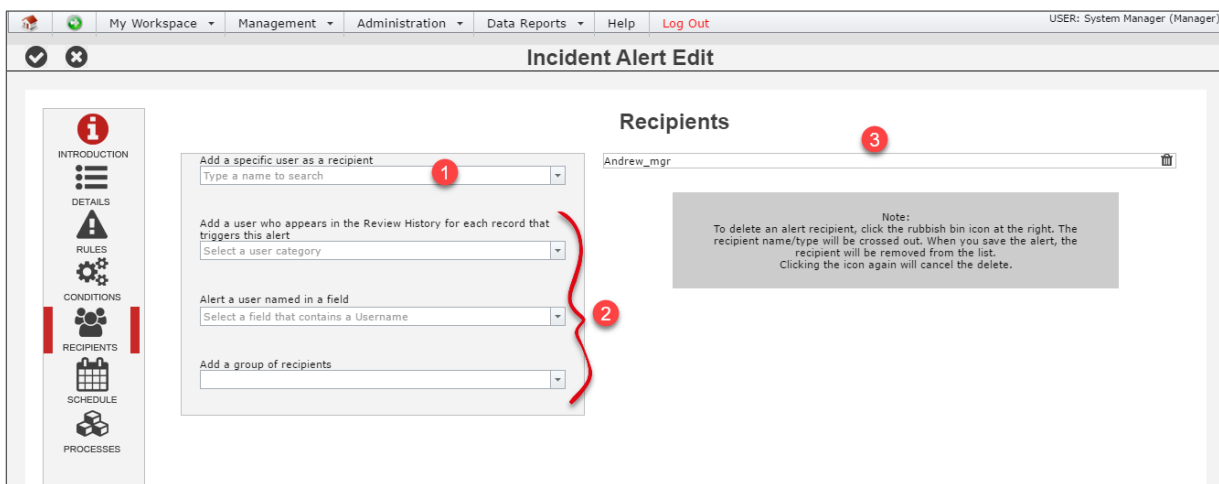 My Workspace Management Administration Data Reports Help Log Out
USER: System Manager (Manager)
Incident Alert Edit
INTRODUCTION
DETAILS
RULES
CONDITIONS
RECIPIENTS
SCHEDULE
PROCESSES
Add a specific user as a recipient
Type a name to search
1
Add a user who appears in the Review History for each record that
triggers this alert
Select a user category
Alert a user named in a field
Select a field that contains a Username
2
Add a group of recipients
Recipients
3
Andrew_mgr
Note:
To delete an alert recipient, click the rubbish bin icon at the right. The
recipient name/type will be crossed out. When you save the alert, the
recipient will be removed from the list.
Clicking the icon again will cancel the delete.